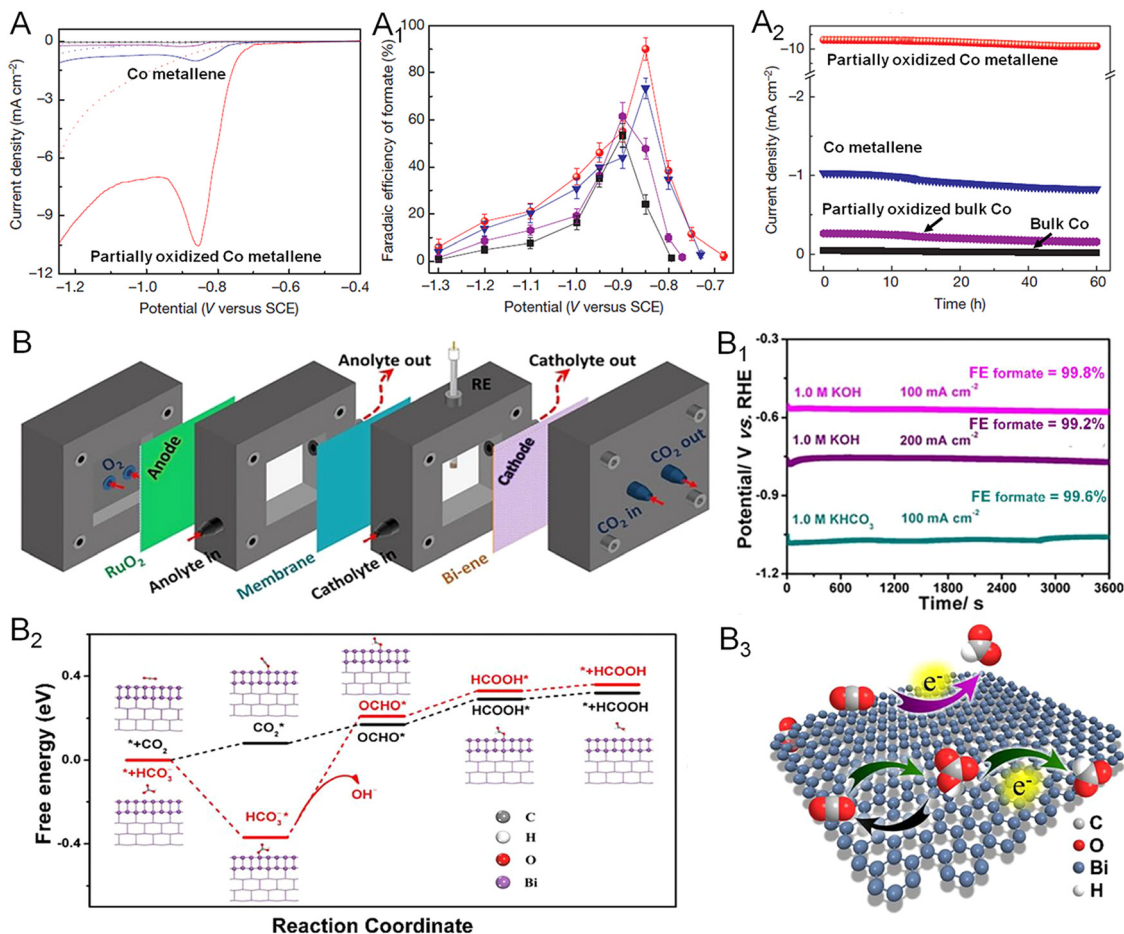 A
Current density (mA cm⁻²)
0
−3
−6
−9
−12
Co metallene
Partially oxidized Co metallene
−1.2 −1.0 −0.8 −0.6 −0.4
Potential (V versus SCE)
A1
Faradaic efficiency of formate (%)
100
80
60
40
20
0
−1.3 −1.2 −1.1 −1.0 −0.9 −0.8 −0.7
Potential (V versus SCE)
A2
Current density (mA cm⁻²)
−10
−2
−1
0
Partially oxidized Co metallene
Co metallene
Partially oxidized bulk Co
Bulk Co
0 10 20 40 50 60
Time (h)
B
Anolyte out
RE
Catholyte out
O₂
Anode
Cathode
CO₂ out
CO₂ in
RuO₂
Anolyte in
Membrane
Catholyte in
Bi-ene
B1
Potential/ V vs. RHE
-0.3
-0.6
-0.9
-1.2
FE formate = 99.8%
1.0 M KOH 100 mA cm⁻²
FE formate = 99.2%
1.0 M KOH 200 mA cm⁻²
FE formate = 99.6%
1.0 M KHCO₃ 100 mA cm⁻²
0 600 1200 1800 2400 3000 3600
Time/ s
B2
Free energy (eV)
0.4
0.0
-0.4
*+CO₂
*+HCO₃⁻
CO₂*
HCO₃⁻*
OCHO*
OCHO*
OH⁻
HCOOH*
HCOOH*
*+HCOOH
*+HCOOH
C
H
O
Bi
Reaction Coordinate
B3
e⁻
e⁻
C
O
Bi
H